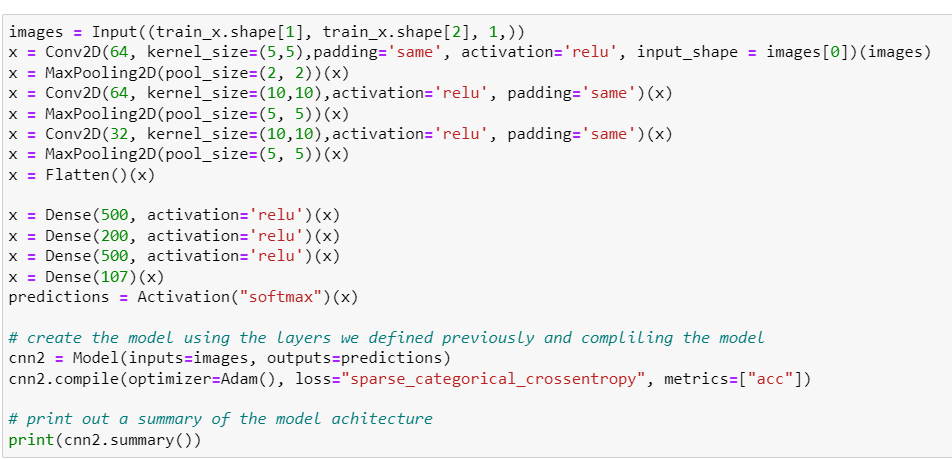 images = Input((train_x.shape[1], train_x.shape[2], 1,))
x = Conv2D(64, kernel_size=(5,5),padding='same', activation='relu', input_shape = images[0])(images)
x = MaxPooling2D(pool_size=(2, 2))(x)
x = Conv2D(64, kernel_size=(10,10),activation='relu', padding='same')(x)
x = MaxPooling2D(pool_size=(5, 5))(x)
x = Conv2D(32, kernel_size=(10,10),activation='relu', padding='same')(x)
x = MaxPooling2D(pool_size=(5, 5))(x)
x = Flatten()(x)
x = Dense(500, activation='relu')(x)
x = Dense(200, activation='relu')(x)
x = Dense(500, activation='relu')(x)
x = Dense(107)(x)
predictions = Activation("softmax")(x)
# create the model using the layers we defined previously and compliling the model
cnn2 = Model(inputs=images, outputs=predictions)
cnn2.compile(optimizer=Adam(), loss="sparse_categorical_crossentropy", metrics=["acc"])
# print out a summary of the model achitecture
print(cnn2.summary())